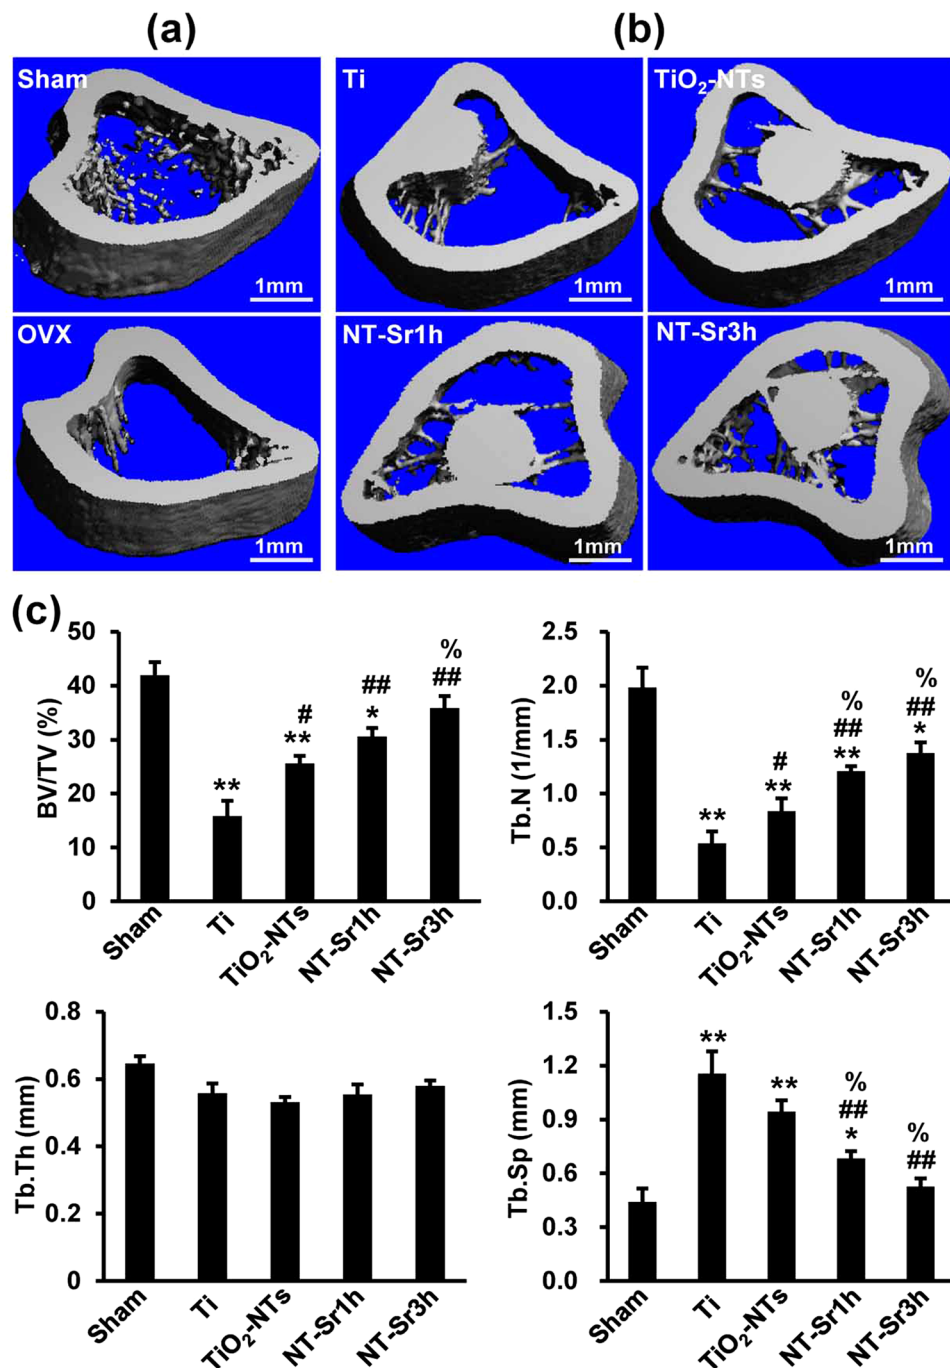 (a)
(b)
Sham
1mm
Ti
1mm
TiO₂-NTs
1mm
OVX
1mm
NT-Sr1h
1mm
NT-Sr3h
1mm
(c)
BV/TV (%)
50
40
30
20
10
0
**
#
**
##
*
%
##
Sham
Ti
TiO₂-NTs
NT-Sr1h
NT-Sr3h
Tb.N (1/mm)
2.5
2.0
1.5
1.0
0.5
0.0
**
#
**
%
##
**
%
##
*
Sham
Ti
TiO₂-NTs
NT-Sr1h
NT-Sr3h
Tb.Th (mm)
0.8
0.6
0.4
0.2
0
Sham
Ti
TiO₂-NTs
NT-Sr1h
NT-Sr3h
Tb.Sp (mm)
1.5
1.2
0.9
0.6
0.3
0.0
**
**
%
##
*
%
##
Sham
Ti
TiO₂-NTs
NT-Sr1h
NT-Sr3h